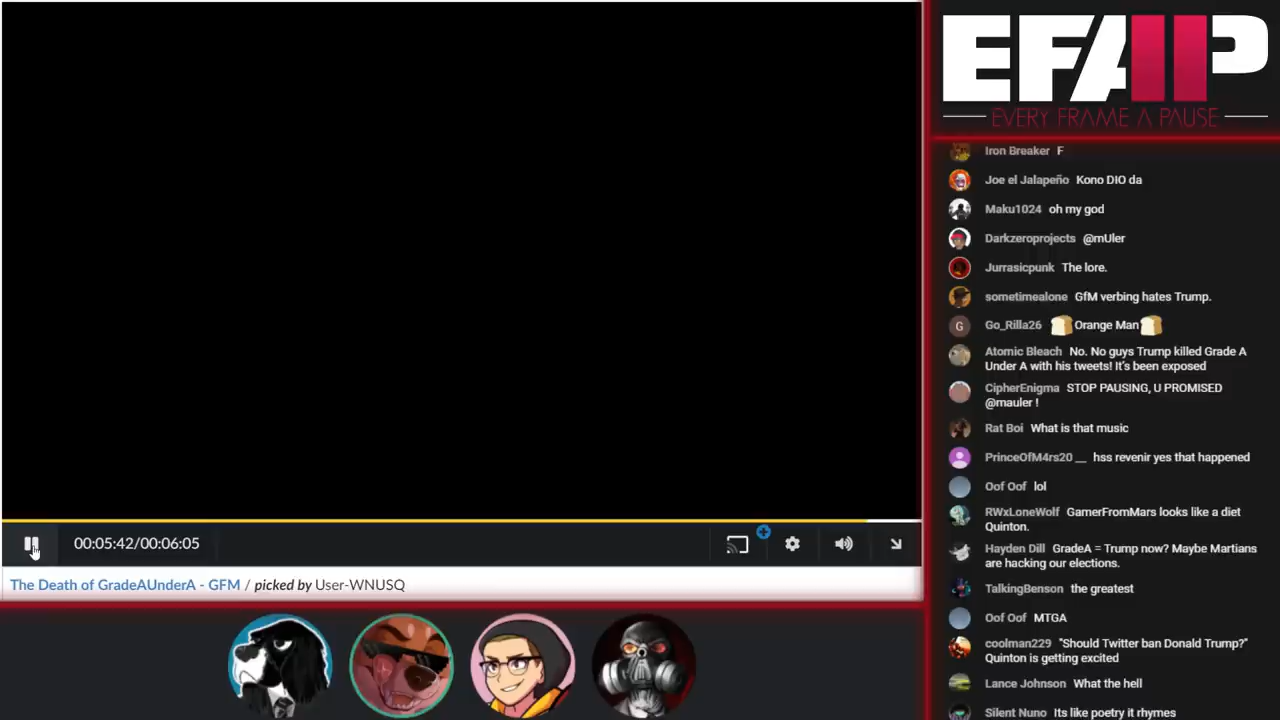 EFAP
EVERY FRAME A PAUSE
Iron Breaker F
Joe el Jalapeño Kono DIO da
Maku1024 oh my god
Darkzeroprojects @mUler
Jurrasicpunk The lore.
sometimealone GfM verbing hates Trump.
G Go_Rilla26 Orange Man
Atomic Bleach No. No guys Trump killed Grade A
Under A with his tweets! It's been exposed
CipherEnigma STOP PAUSING, U PROMISED
@mauler !
Rat Boi What is that music
PrinceOfM4rs20 __ hss revenir yes that happened
Oof Oof lol
RWxLoneWolf GamerFromMars looks like a diet
Quinton.
Hayden Dill GradeA = Trump now? Maybe Martians
are hacking our elections.
TalkingBenson the greatest
Oof Oof MTGA
coolman229 "Should Twitter ban Donald Trump?"
Quinton is getting excited
Lance Johnson What the hell
Silent Nuno Its like poetry it rhymes
00:05:42/00:06:05
The Death of GradeAUnderA - GFM / picked by User-WNUSQ